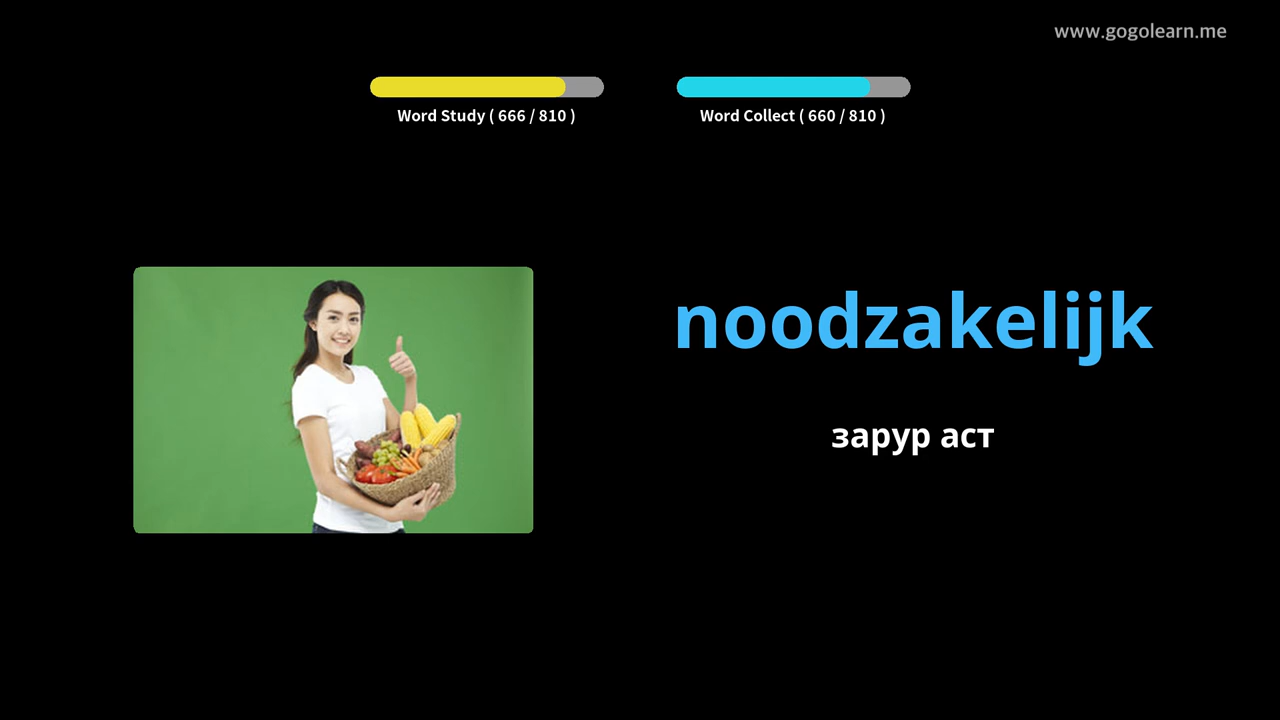 www.gogolearn.me
Word Study ( 666 / 810 )
Word Collect ( 660 / 810 )
noodzakelijk
зарур аст